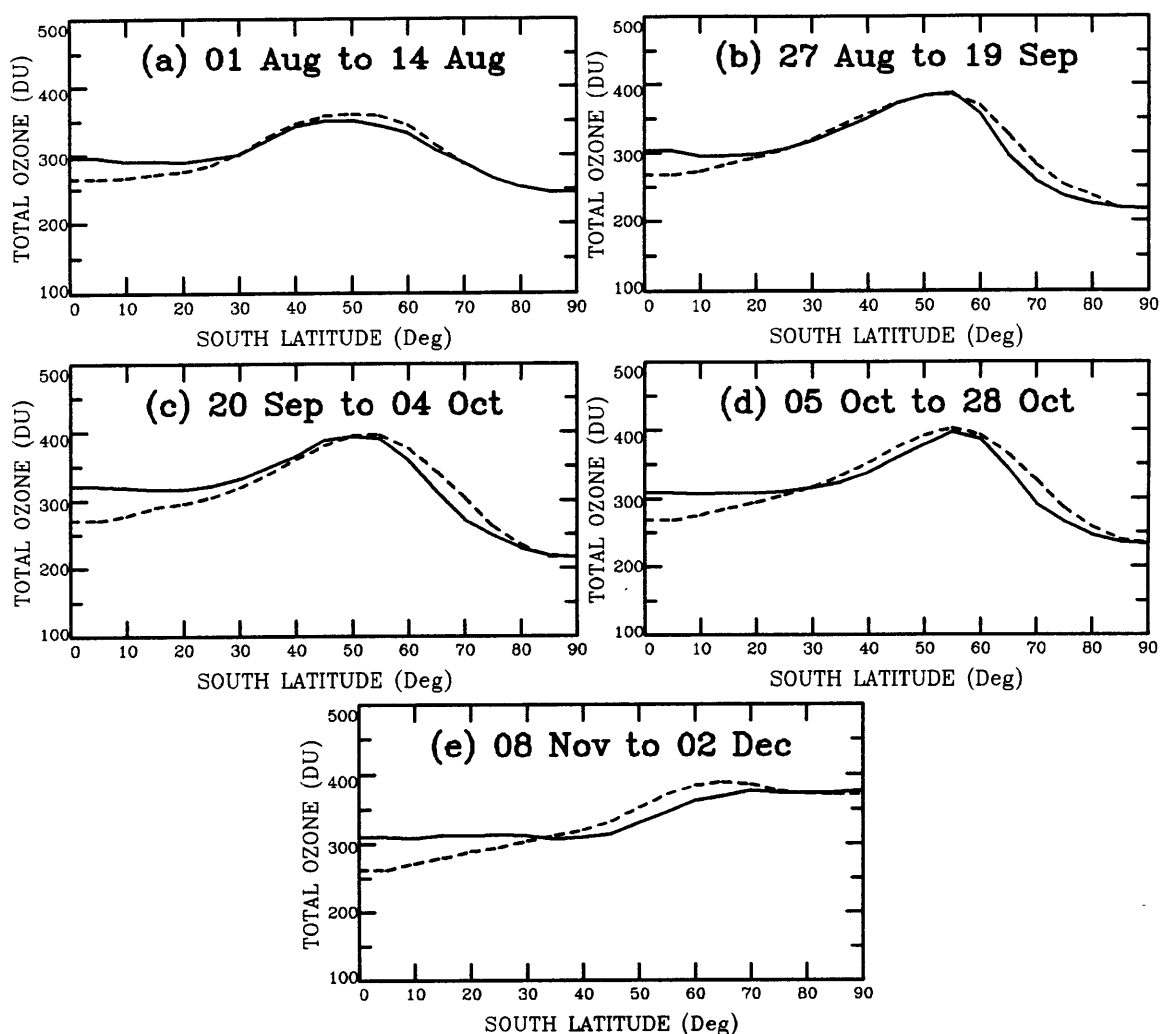 (a) 01 Aug to 14 Aug
TOTAL OZONE (DU)
500
400
300
200
100
0 10 20 30 40 50 60 70 80 90
SOUTH LATITUDE (Deg)
(b) 27 Aug to 19 Sep
TOTAL OZONE (DU)
500
400
300
200
100
0 10 20 30 40 50 60 70 80 90
SOUTH LATITUDE (Deg)
(c) 20 Sep to 04 Oct
TOTAL OZONE (DU)
500
400
300
200
100
0 10 20 30 40 50 60 70 80 90
SOUTH LATITUDE (Deg)
(d) 05 Oct to 28 Oct
TOTAL OZONE (DU)
500
400
300
200
100
0 10 20 30 40 50 60 70 80 90
SOUTH LATITUDE (Deg)
(e) 08 Nov to 02 Dec
TOTAL OZONE (DU)
500
400
300
200
100
0 10 20 30 40 50 60 70 80 90
SOUTH LATITUDE (Deg)